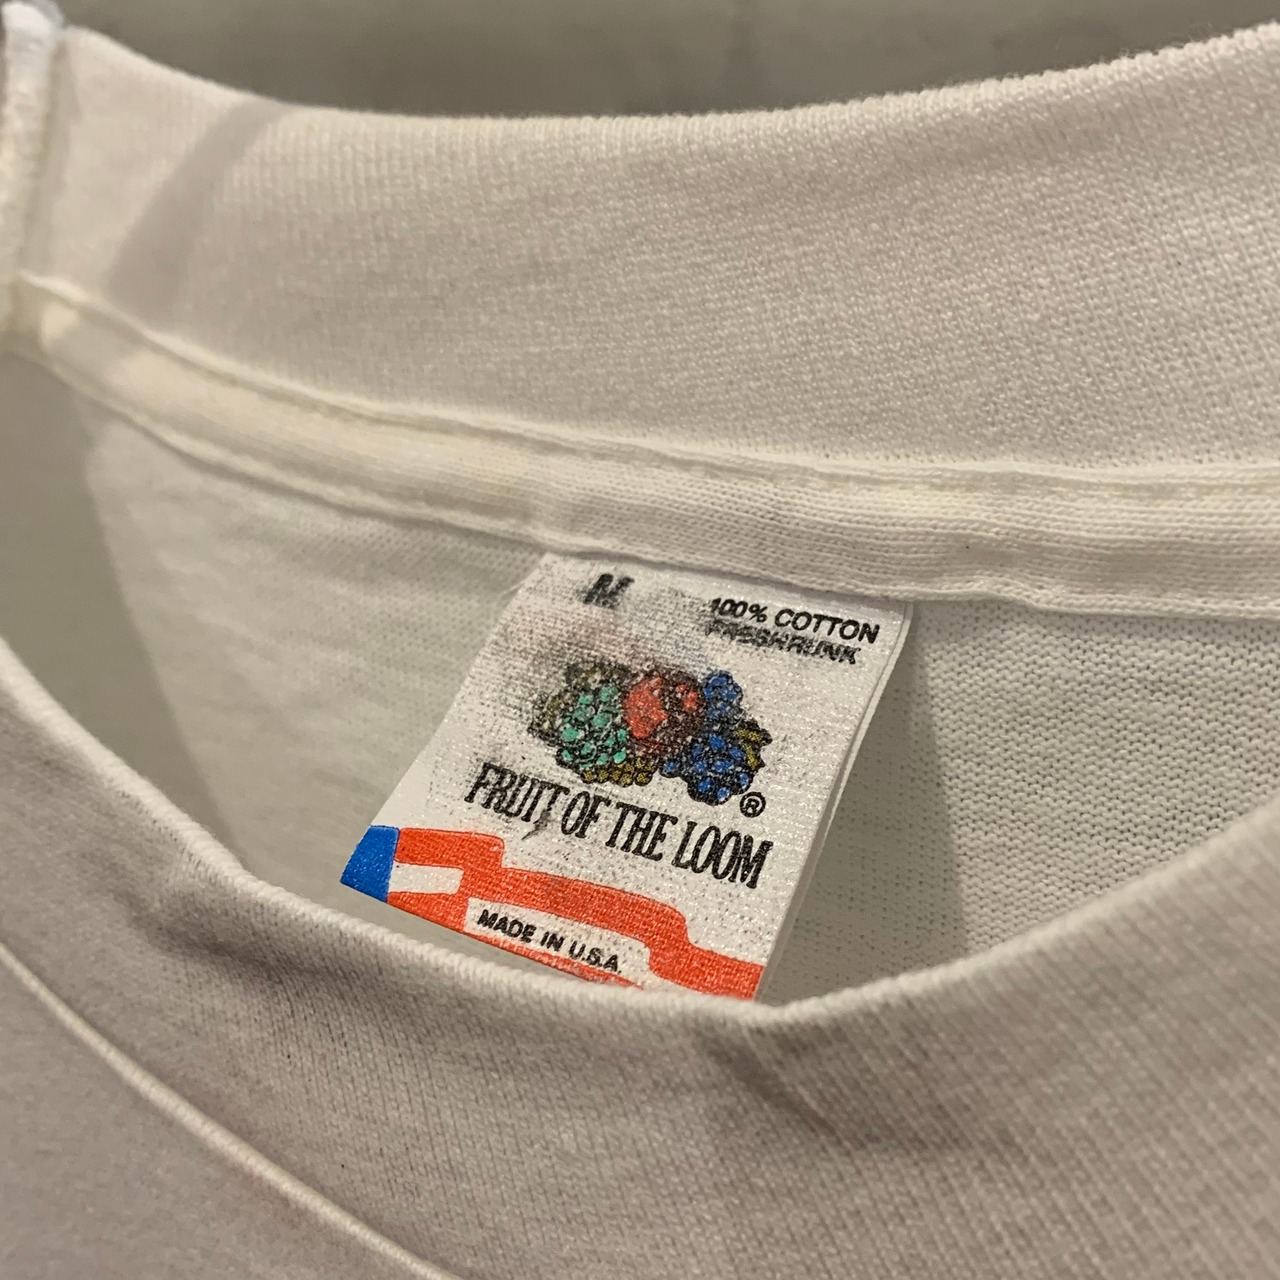 M
100% COTTON
PRESHRUNK
FRUIT OF THE LOOM ®
MADE IN U.S.A.